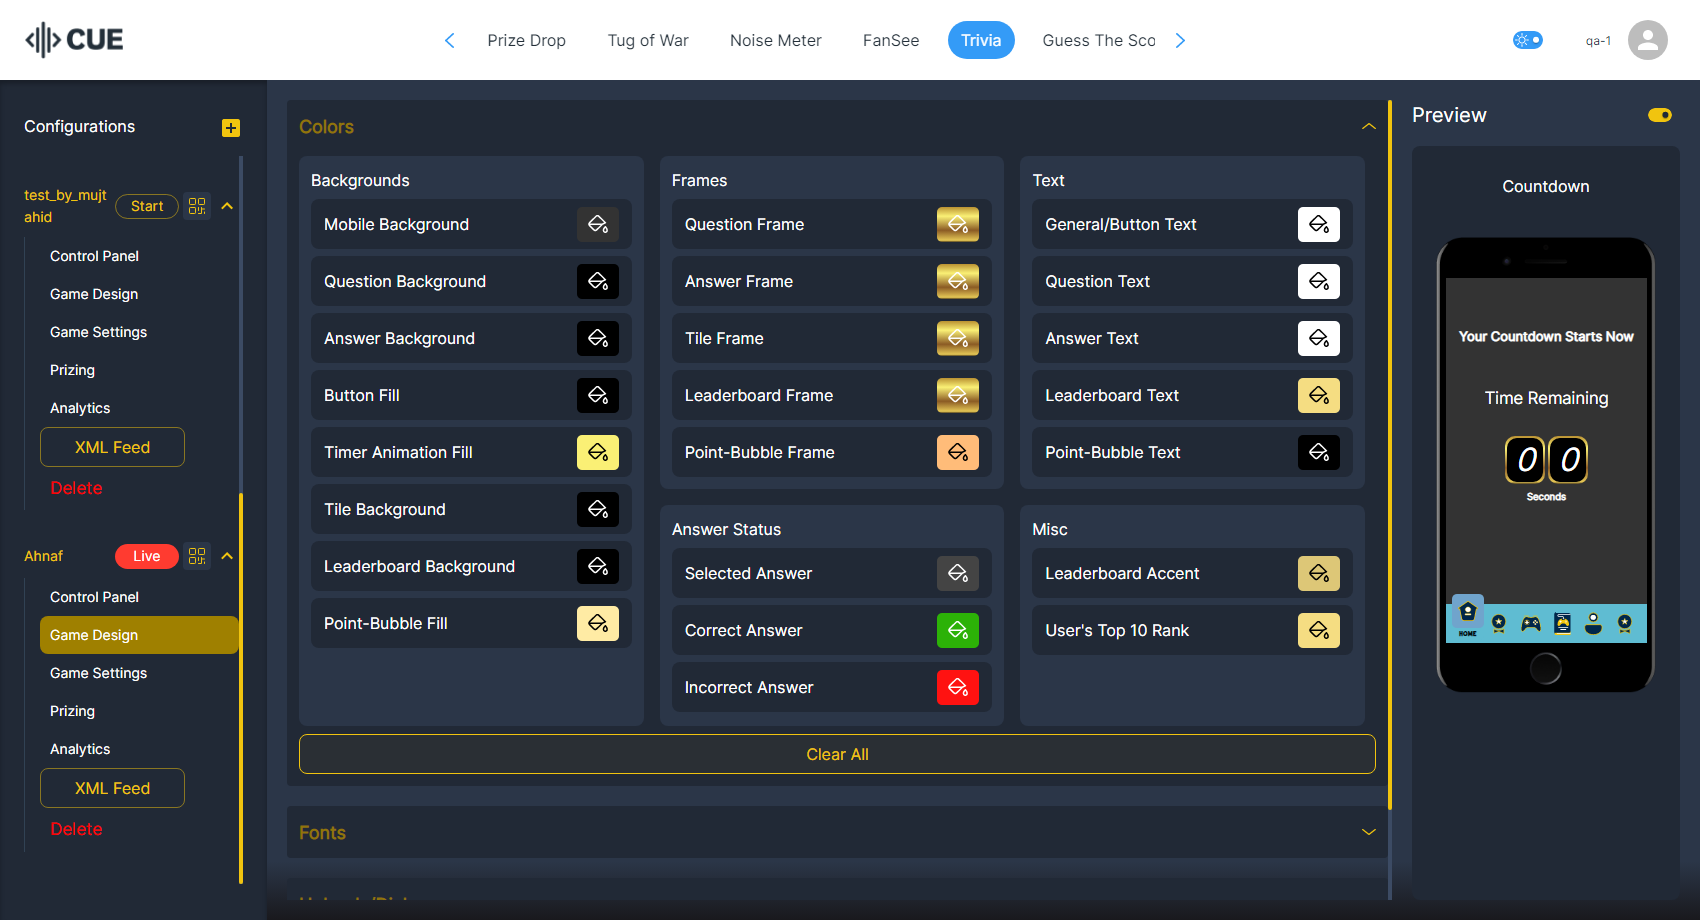 CUE
Prize Drop
Tug of War
Noise Meter
FanSee
Trivia
Guess The Sco
qa-1
Configurations
test_by_mujt
ahid
Start
Control Panel
Game Design
Game Settings
Prizing
Analytics
XML Feed
Delete
Ahnaf
Live
Control Panel
Game Design
Game Settings
Prizing
Analytics
XML Feed
Delete
Colors
Backgrounds
Mobile Background
Question Background
Answer Background
Button Fill
Timer Animation Fill
Tile Background
Leaderboard Background
Point-Bubble Fill
Frames
Question Frame
Answer Frame
Tile Frame
Leaderboard Frame
Point-Bubble Frame
Text
General/Button Text
Question Text
Answer Text
Leaderboard Text
Point-Bubble Text
Answer Status
Selected Answer
Correct Answer
Incorrect Answer
Misc
Leaderboard Accent
User's Top 10 Rank
Clear All
Fonts
Preview
Countdown
Your Countdown Starts Now
Time Remaining
0 0
Seconds
HOME